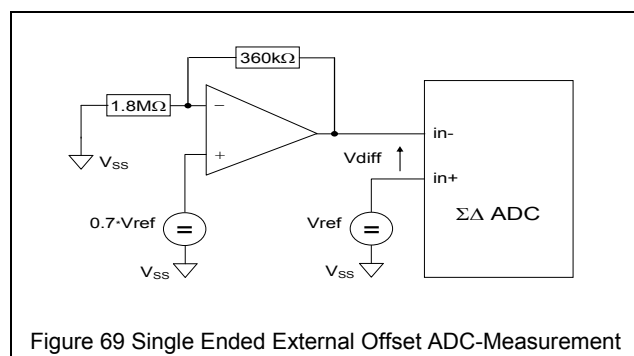 360kΩ
1.8MΩ
−
+
VSS
0.7·Vref
=
VSS
Vdiff
Vref
=
VSS
in-
in+
ΣΔ ADC
Figure 69 Single Ended External Offset ADC-Measurement